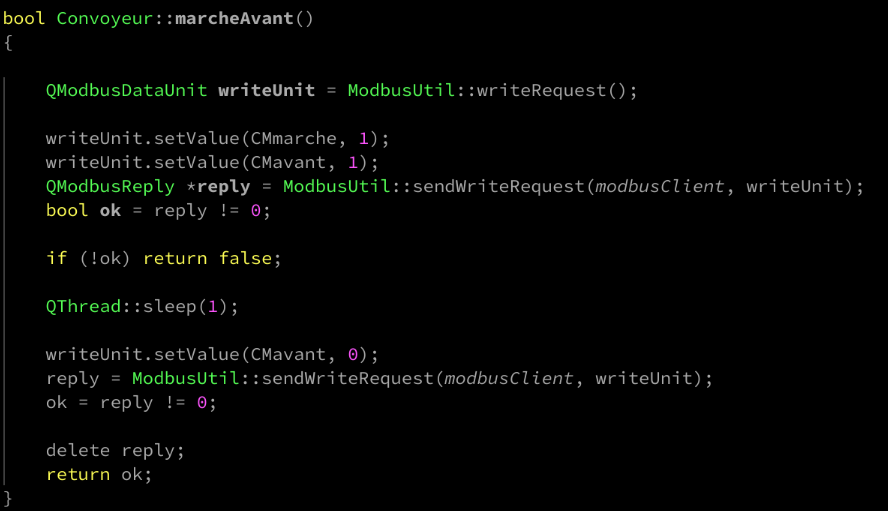 bool Convoyeur::marcheAvant()
{
QModbusDataUnit writeUnit = ModbusUtil::writeRequest();
writeUnit.setValue(CMmarche, 1);
writeUnit.setValue(CMavant, 1);
QModbusReply *reply = ModbusUtil::sendWriteRequest(modbusClient, writeUnit);
bool ok = reply != 0;
if (!ok) return false;
QThread::sleep(1);
writeUnit.setValue(CMavant, 0);
reply = ModbusUtil::sendWriteRequest(modbusClient, writeUnit);
ok = reply != 0;
delete reply;
return ok;
}